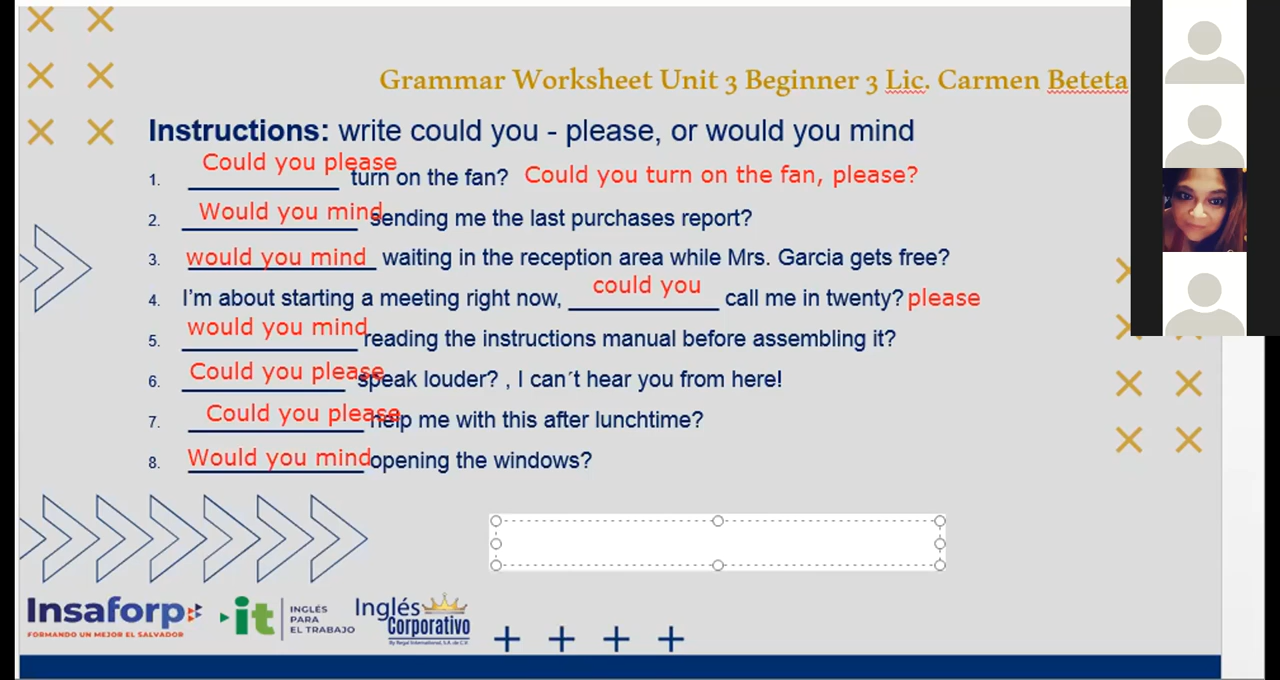 Grammar Worksheet Unit 3 Beginner 3 Lic. Carmen Beteta
Instructions: write could you - please, or would you mind
1. Could you please turn on the fan? Could you turn on the fan, please?
2. Would you mind sending me the last purchases report?
3. would you mind waiting in the reception area while Mrs. Garcia gets free?
4. I'm about starting a meeting right now, could you call me in twenty? please
5. would you mind reading the instructions manual before assembling it?
6. Could you please speak louder? , I can´t hear you from here!
7. Could you please help me with this after lunchtime?
8. Would you mind opening the windows?
Insaforp
FORMANDO UN MEJOR EL SALVADOR
it
INGLÉS
PARA
EL TRABAJO
Inglés
Corporativo
By Regal International, S.A. de C.V.